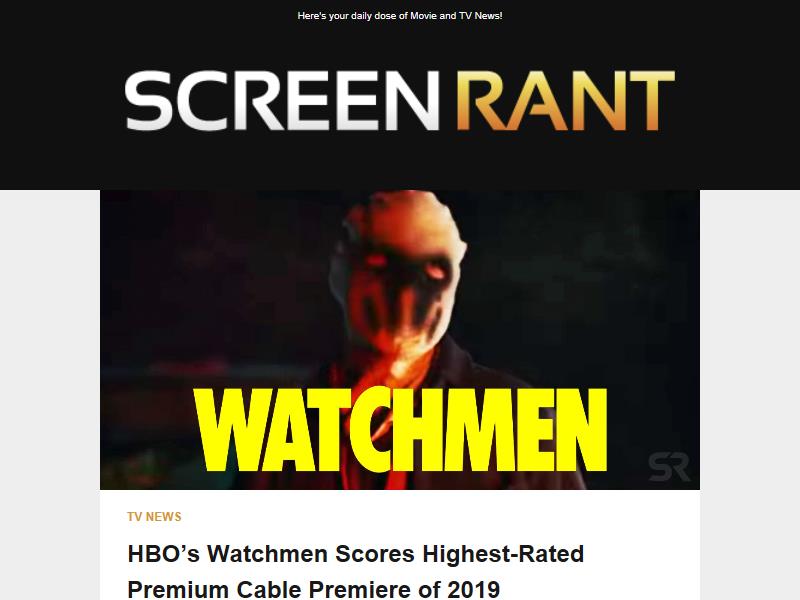 Here's your daily dose of Movie and TV News!
SCREEN RANT
WATCHMEN
SR
TV NEWS
HBO’s Watchmen Scores Highest-Rated
Premium Cable Premiere of 2019